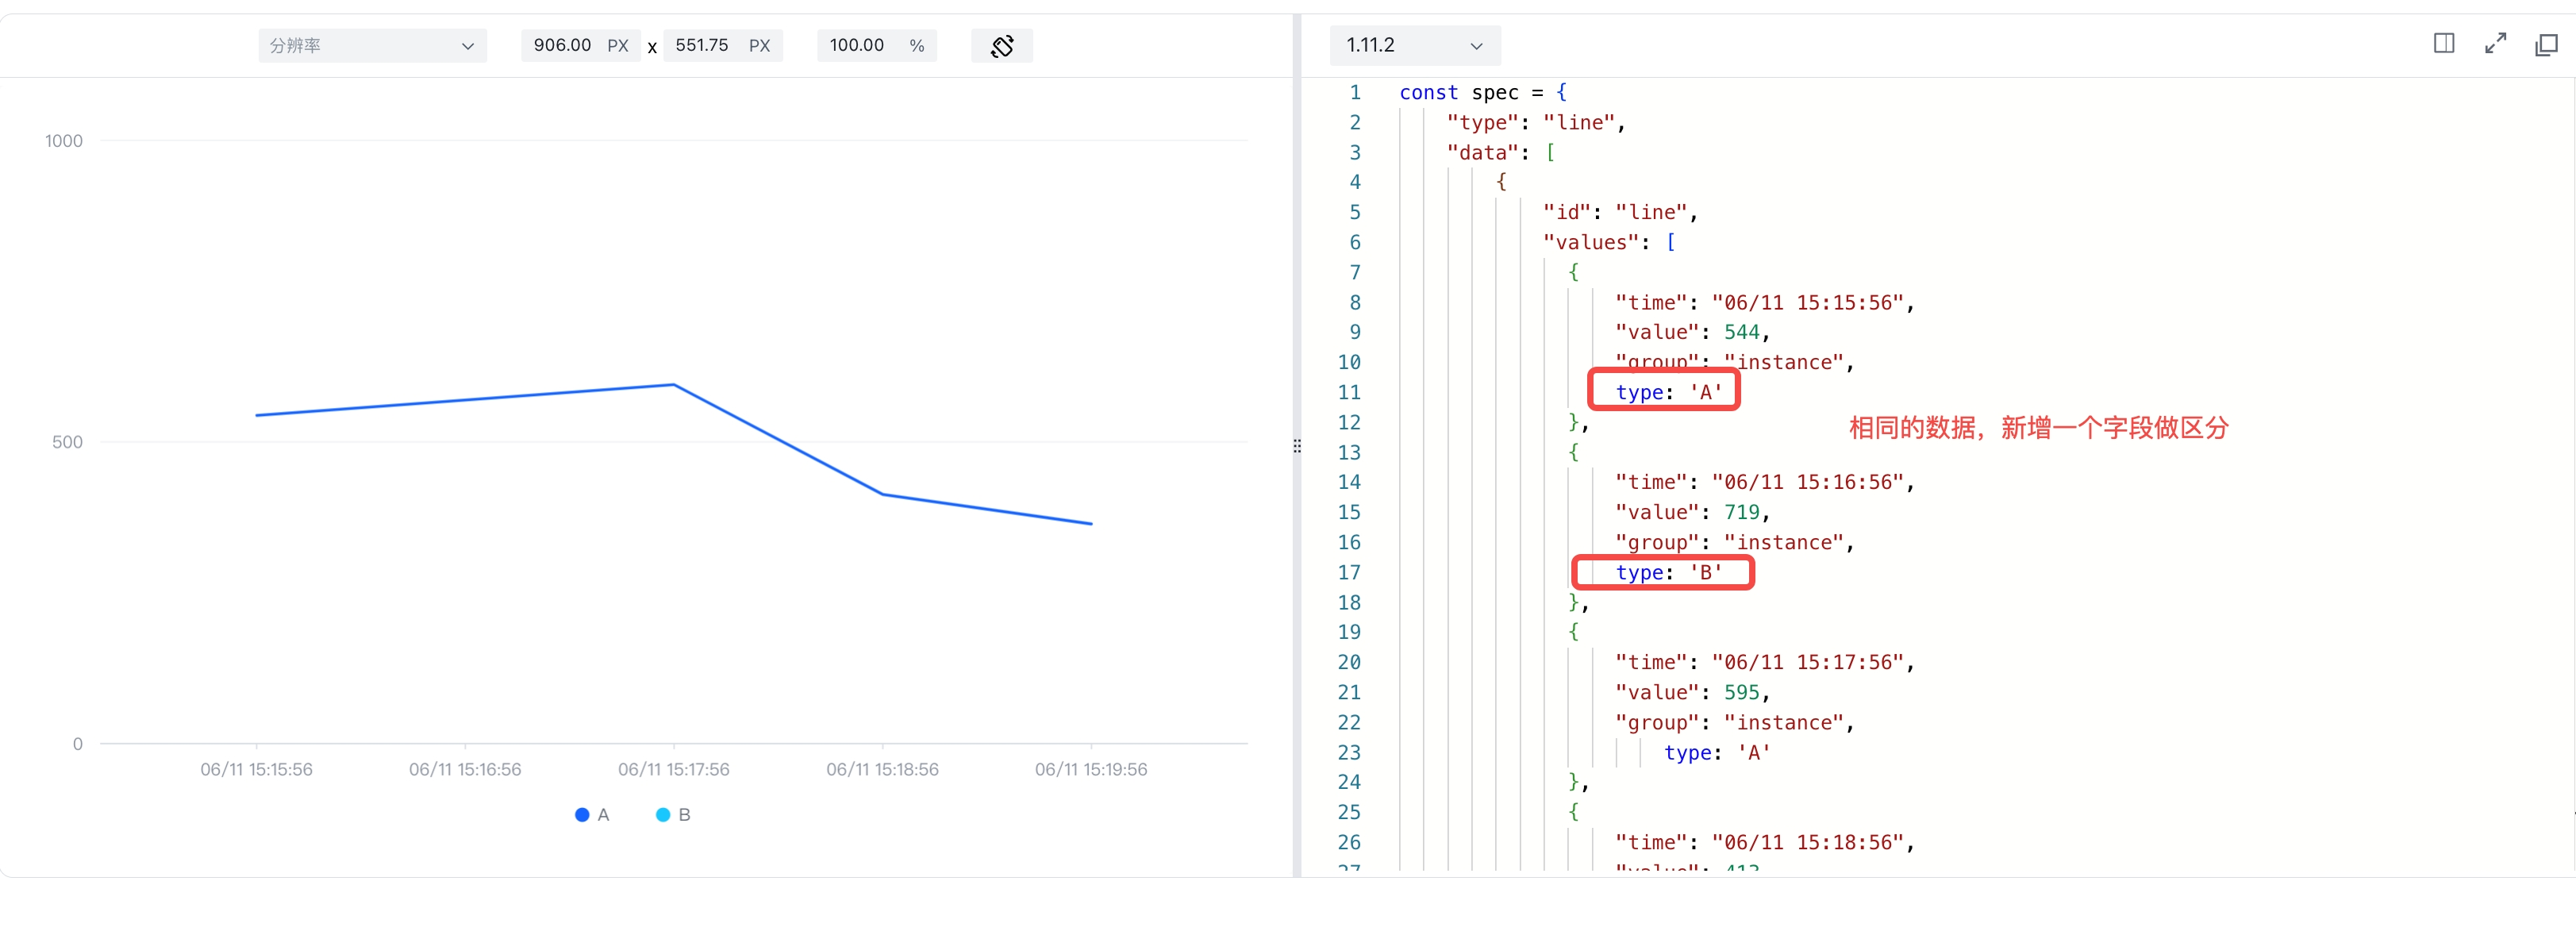 分辨率
906.00 PX x 551.75 PX
100.00 %
1000
500
0
06/11 15:15:56 06/11 15:16:56 06/11 15:17:56 06/11 15:18:56 06/11 15:19:56
A B
1.11.2
1 const spec = {
2 "type": "line",
3 "data": [
4 {
5 "id": "line",
6 "values": [
7 {
8 "time": "06/11 15:15:56",
9 "value": 544,
10 "group": "instance",
11 type: 'A'
12 },
相同的数据，新增一个字段做区分
13 {
14 "time": "06/11 15:16:56",
15 "value": 719,
16 "group": "instance",
17 type: 'B'
18 },
19 {
20 "time": "06/11 15:17:56",
21 "value": 595,
22 "group": "instance",
23 type: 'A'
24 },
25 {
26 "time": "06/11 15:18:56",
27 "value": 413